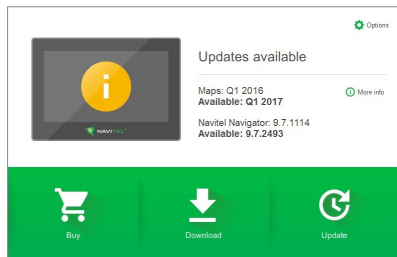 Options
Updates available
Maps: Q1 2016
Available: Q1 2017
More info
Navitel Navigator: 9.7.1114
Available: 9.7.2493
NAVITEL
Buy
Download
Update